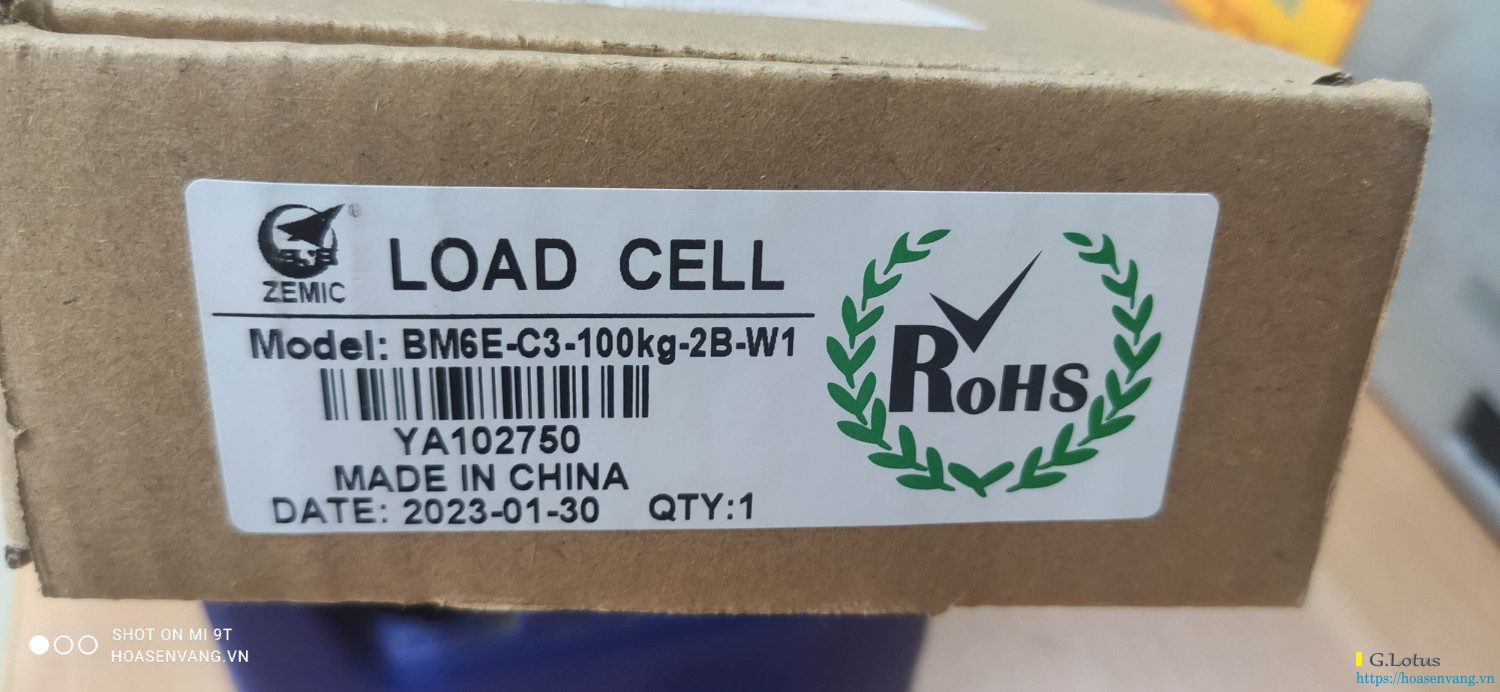 ZEMIC
LOAD CELL
Model: BM6E-C3-100kg-2B-W1
YA102750
MADE IN CHINA
DATE: 2023-01-30 QTY:1
RoHS
SHOT ON MI 9T
HOASENVANG.VN
G.Lotus
https://hoasenvang.vn